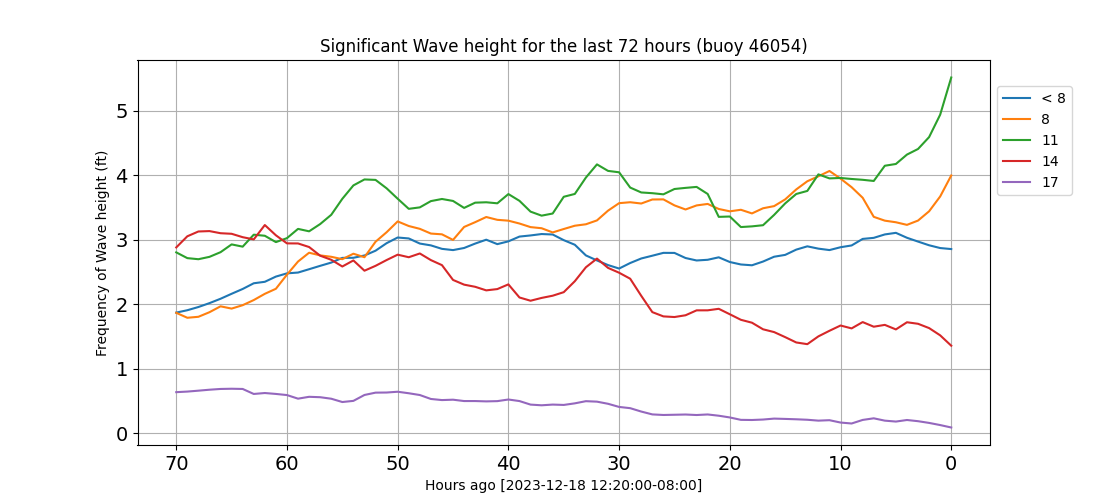 Significant Wave height for the last 72 hours (buoy 46054)
Frequency of Wave height (ft)
5
4
3
2
1
0
70 60 50 40 30 20 10 0
Hours ago [2023-12-18 12:20:00-08:00]
< 8
8
11
14
17